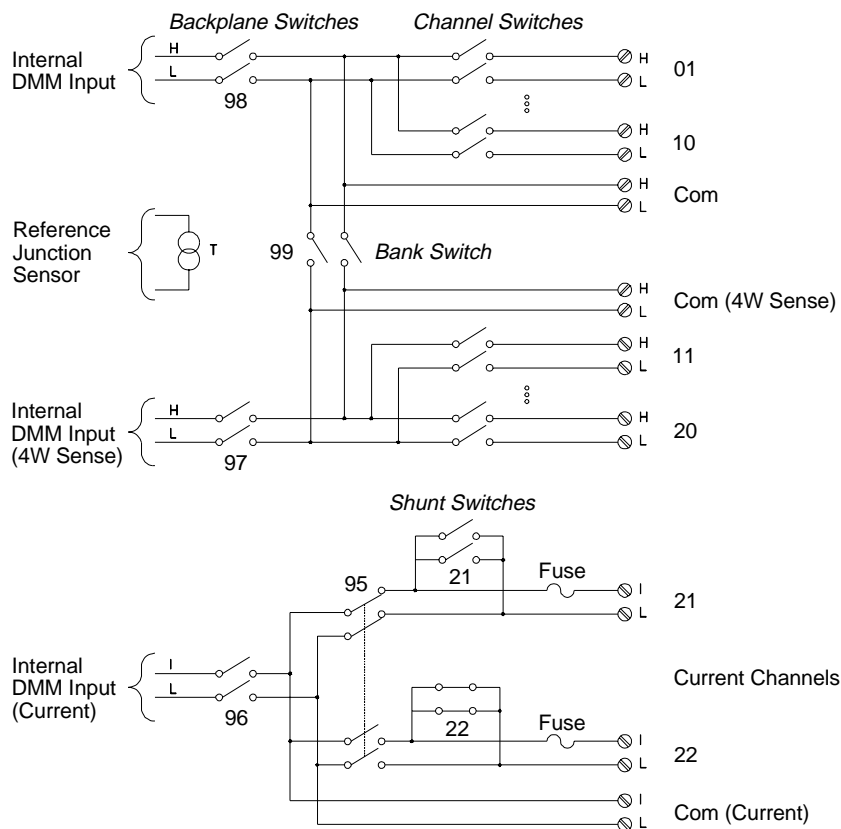 Backplane Switches
Channel Switches
Internal
DMM Input
H
L
98
H
L
01
H
L
10
H
L
Com
Reference
Junction
Sensor
T
99
Bank Switch
H
L
Com (4W Sense)
H
L
11
Internal
DMM Input
(4W Sense)
H
L
97
H
L
20
Shunt Switches
95
21
Fuse
I
L
21
Internal
DMM Input
(Current)
I
L
96
Current Channels
22
Fuse
I
L
22
I
L
Com (Current)